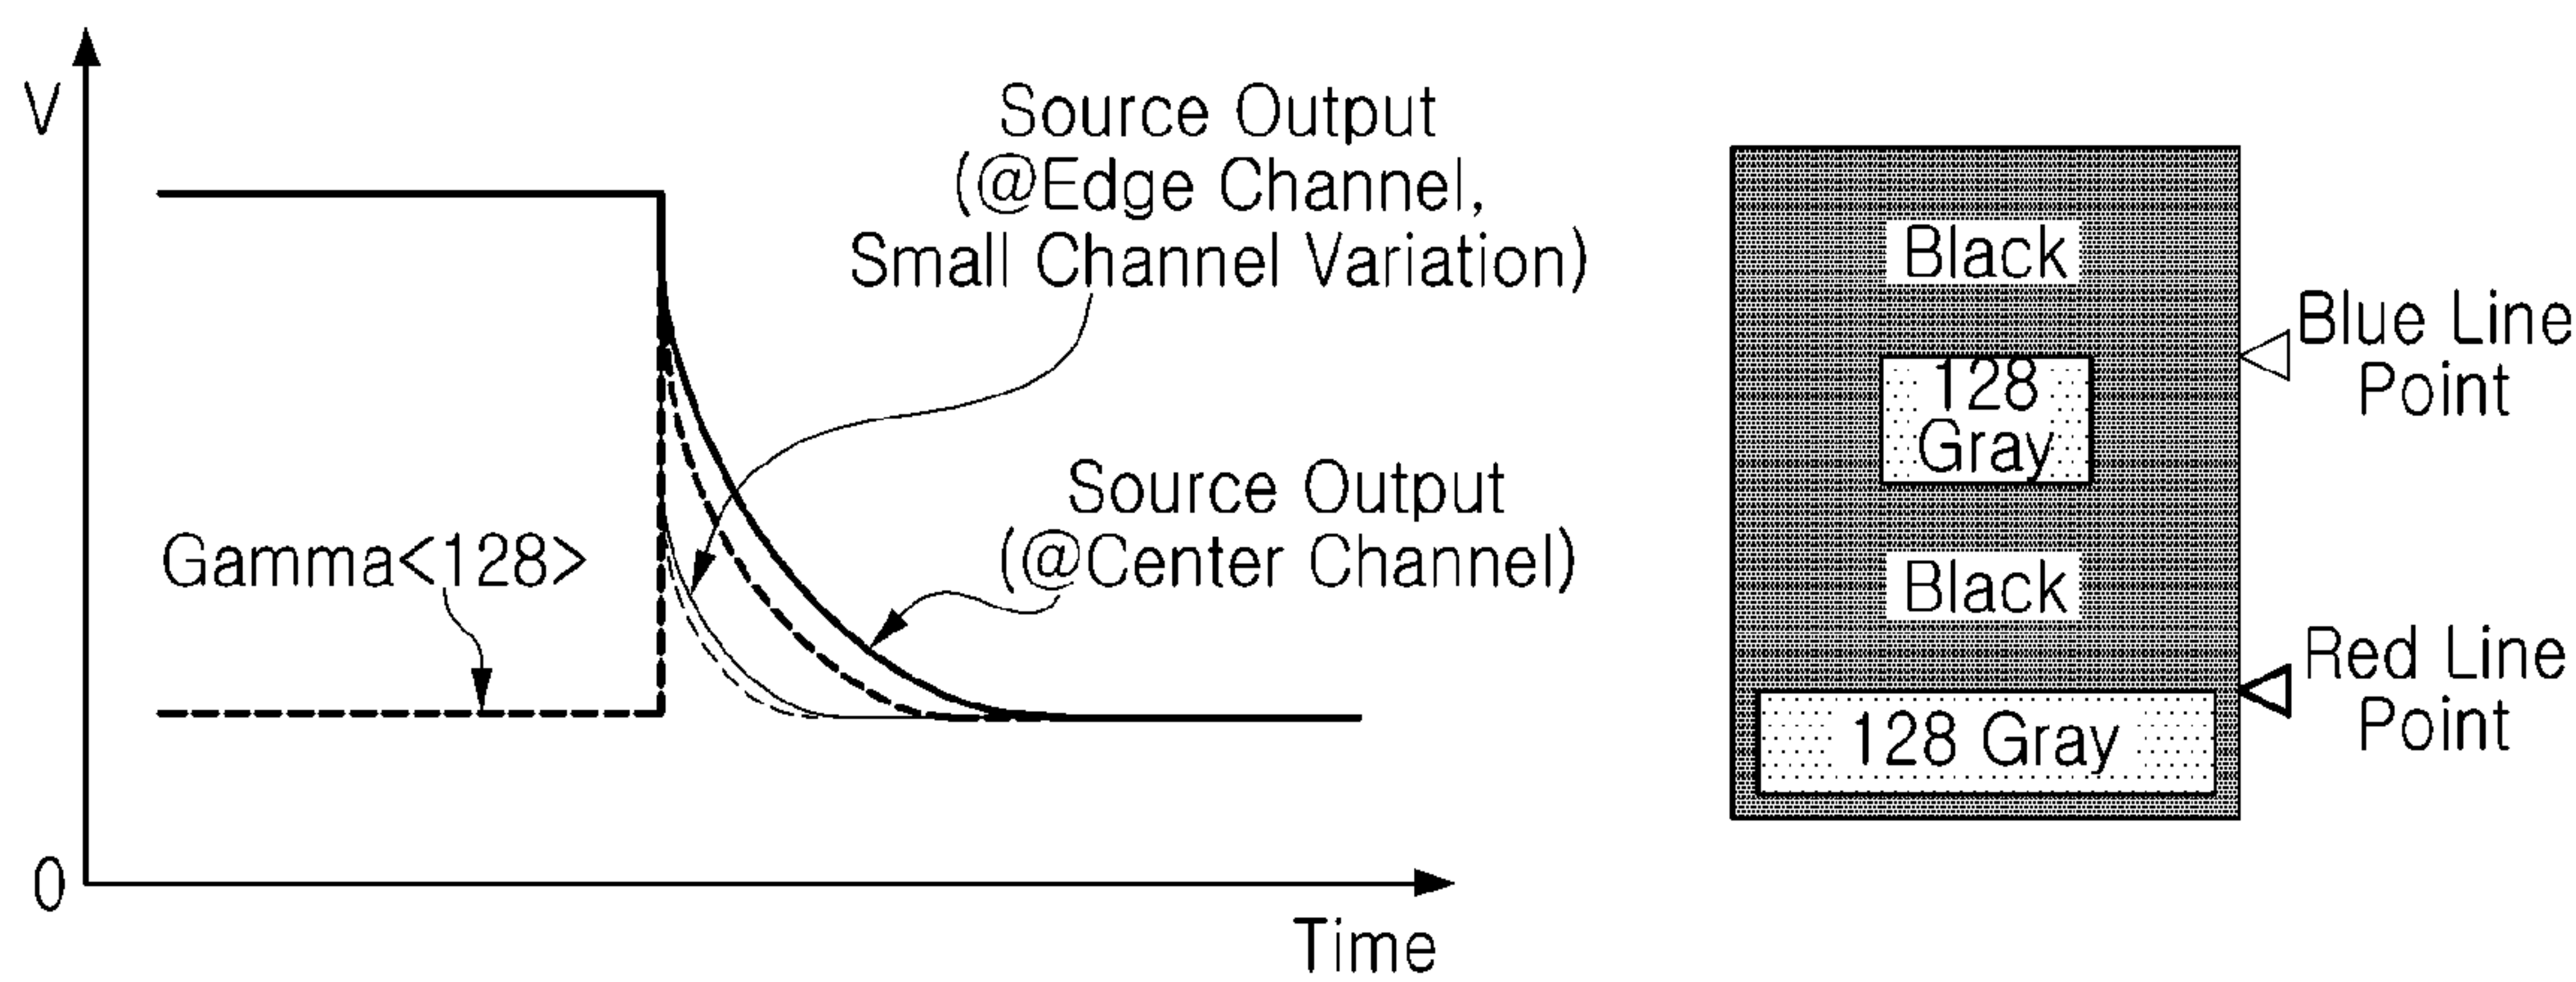 V
Source Output
(@Edge Channel,
Small Channel Variation)
Gamma<128>
Source Output
(@Center Channel)
0
Time
Black
Blue Line
Point
128
Gray
Black
Red Line
Point
128 Gray